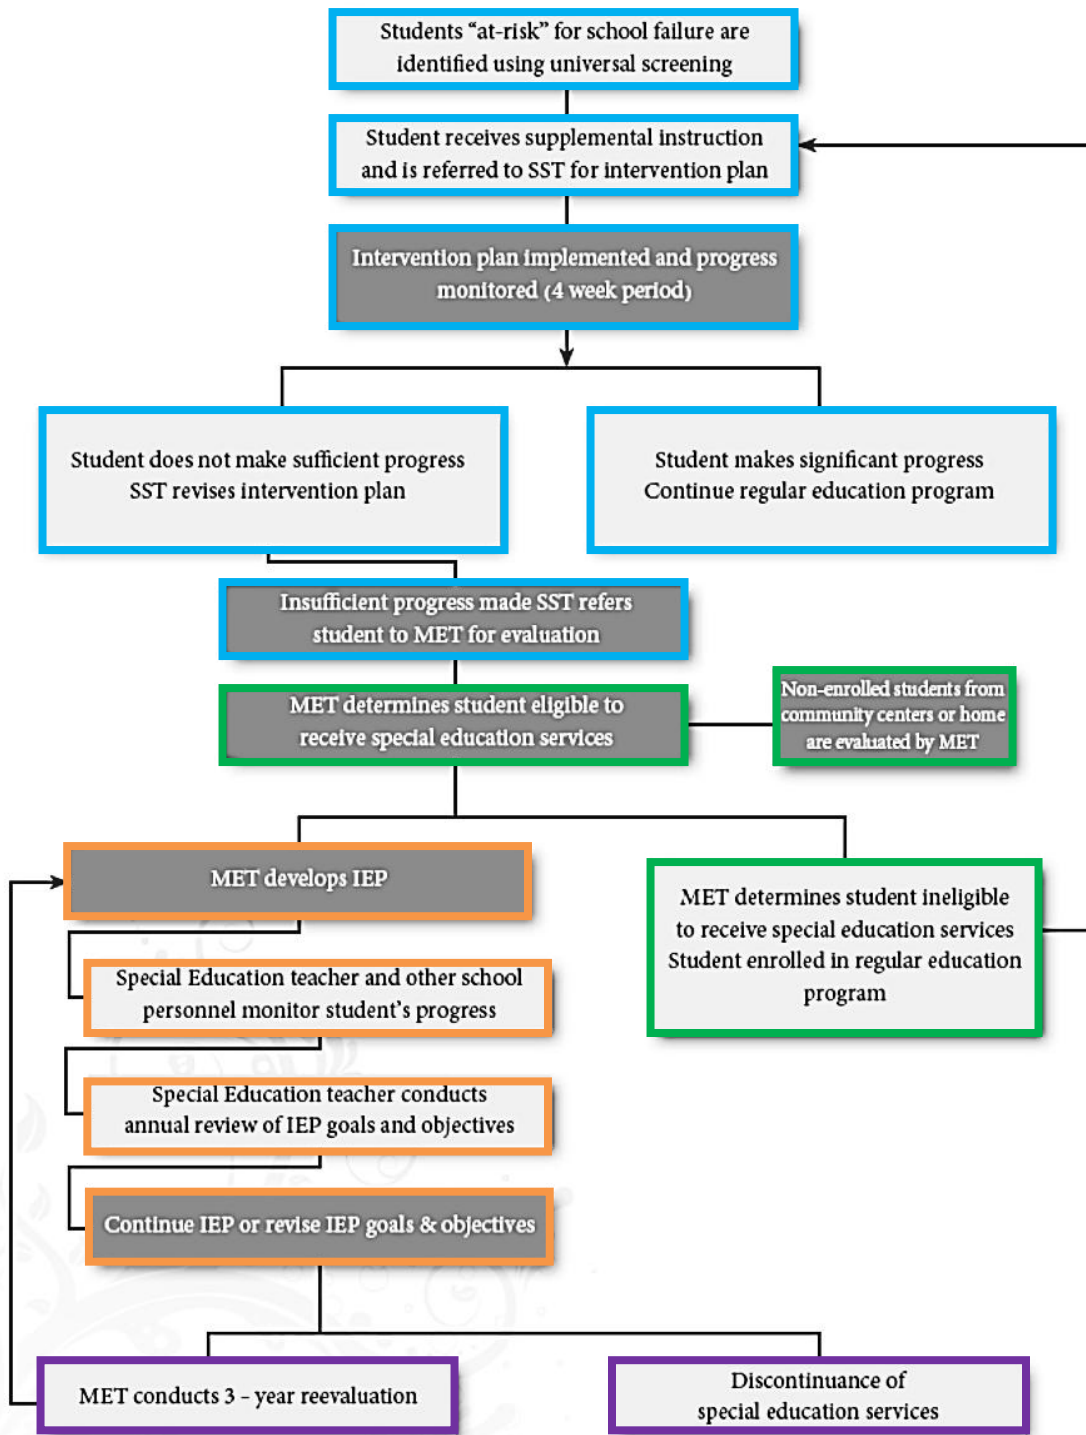 Students “at-risk” for school failure are
identified using universal screening
Student receives supplemental instruction
and is referred to SST for intervention plan
Intervention plan implemented and progress
monitored (4 week period)
Student does not make sufficient progress
SST revises intervention plan
Student makes significant progress
Continue regular education program
Insufficient progress made SST refers
student to MET for evaluation
MET determines student eligible to
receive special education services
Non-enrolled students from
community centers or home
are evaluated by MET
MET develops IEP
MET determines student ineligible
to receive special education services
Student enrolled in regular education
program
Special Education teacher and other school
personnel monitor student’s progress
Special Education teacher conducts
annual review of IEP goals and objectives
Continue IEP or revise IEP goals & objectives
MET conducts 3 – year reevaluation
Discontinuance of
special education services